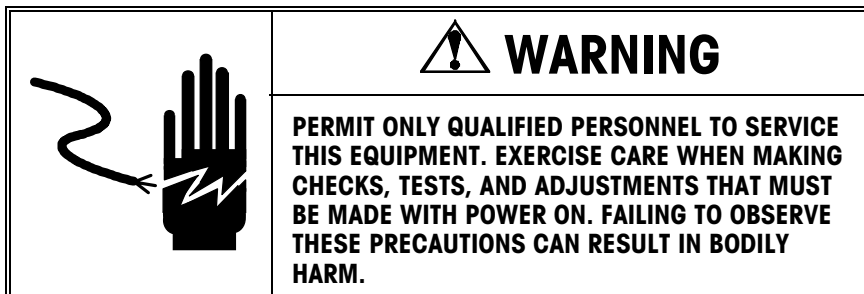 WARNING
PERMIT ONLY QUALIFIED PERSONNEL TO SERVICE
THIS EQUIPMENT. EXERCISE CARE WHEN MAKING
CHECKS, TESTS, AND ADJUSTMENTS THAT MUST
BE MADE WITH POWER ON. FAILING TO OBSERVE
THESE PRECAUTIONS CAN RESULT IN BODILY
HARM.